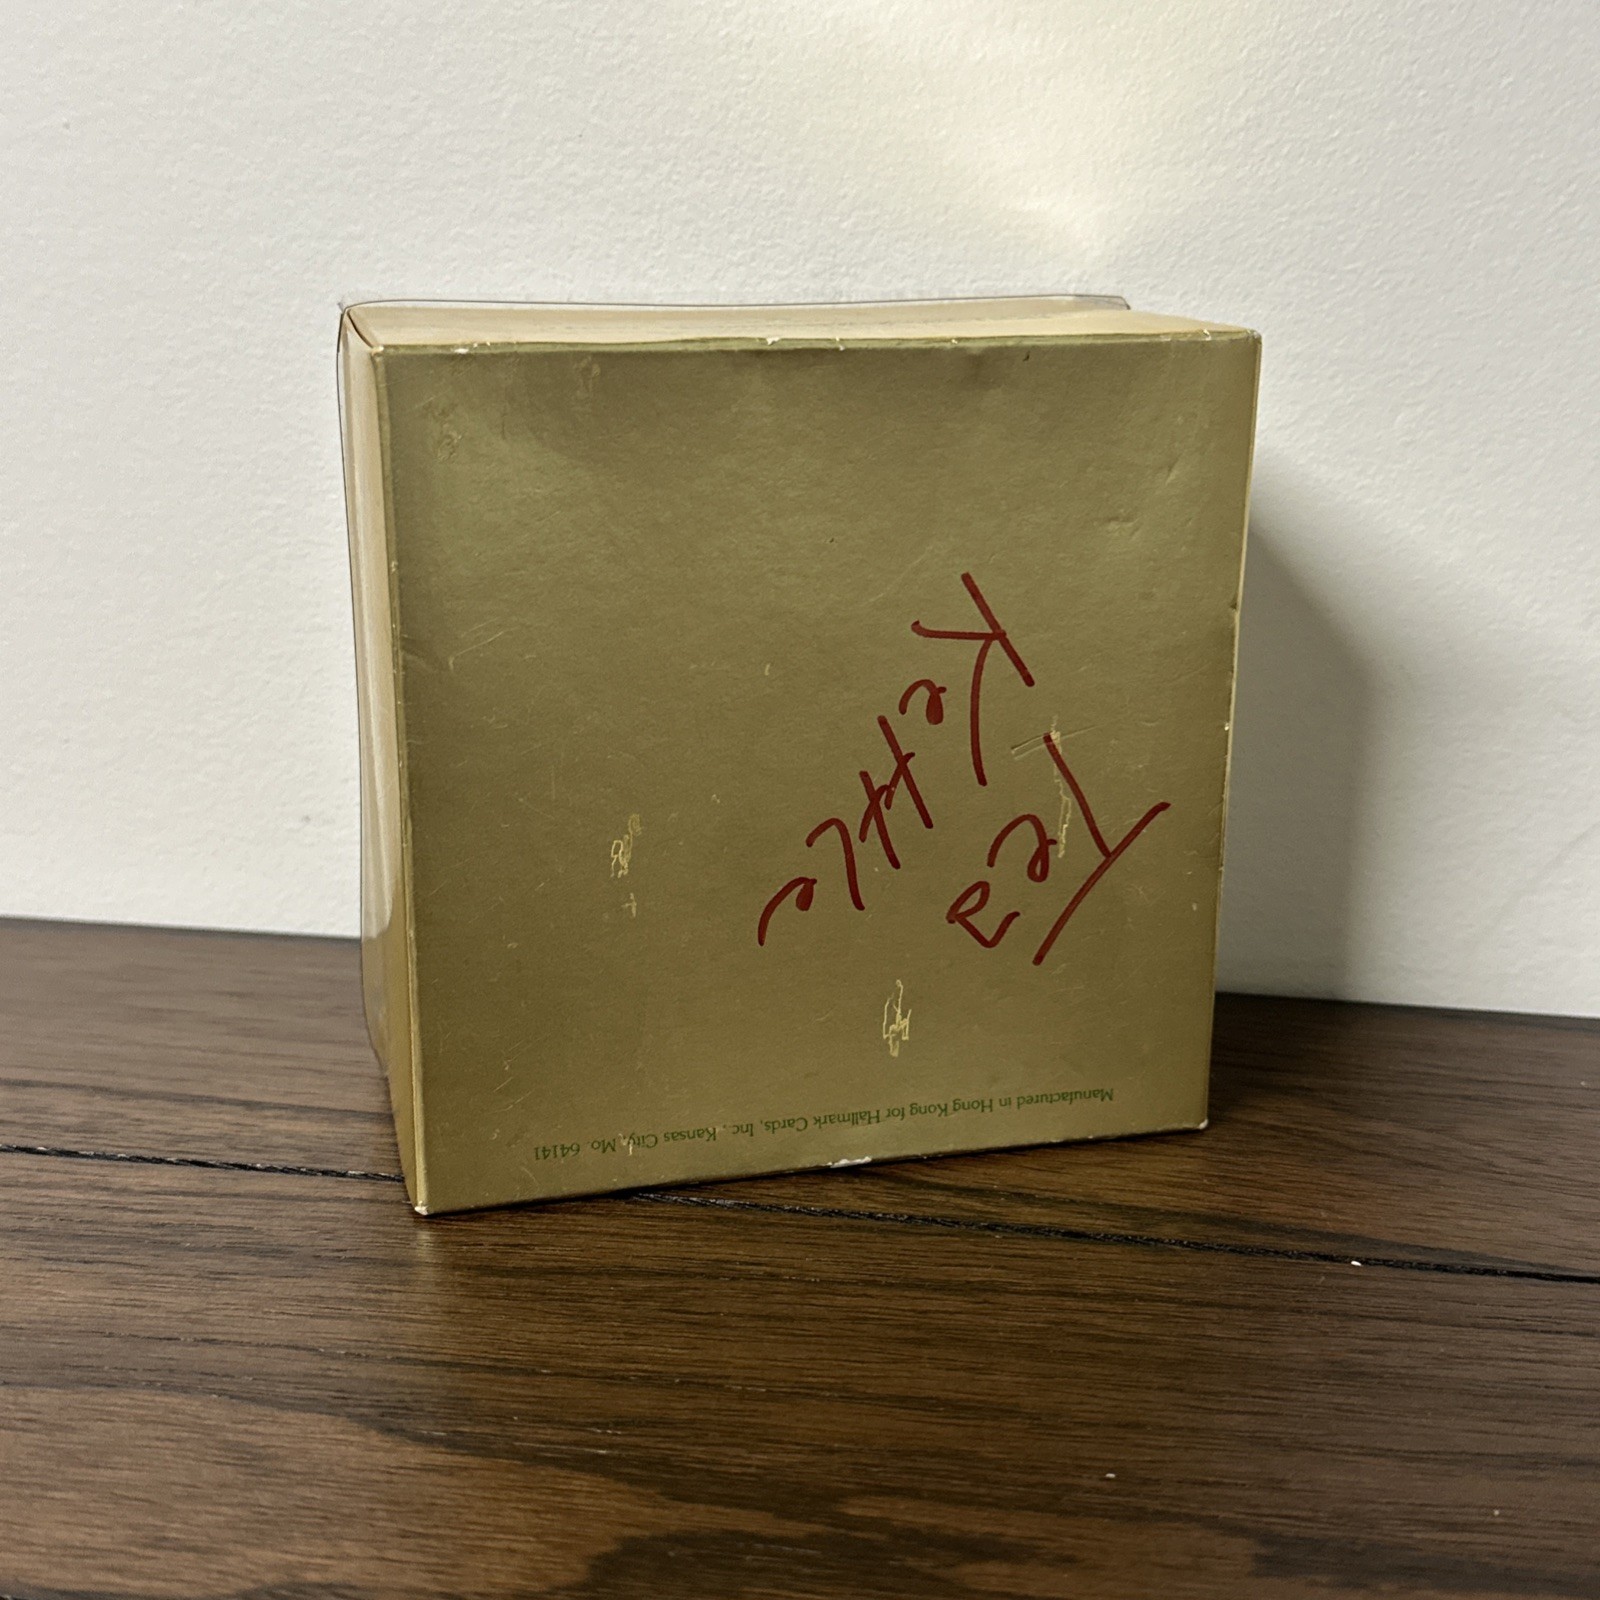 Tea
Kettle
Manufactured in Hong Kong for Hallmark Cards, Inc., Kansas City, Mo. 64141